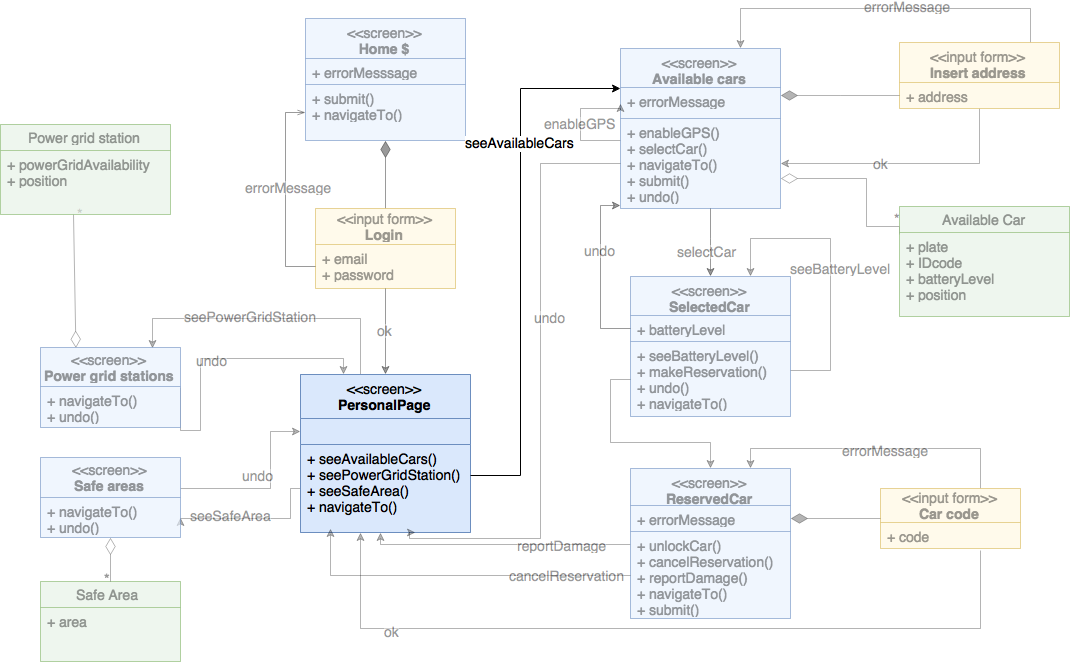 <<screen>>
Home $
+ errorMesssage
+ submit()
+ navigateTo()
errorMessage
<<screen>>
Available cars
+ errorMessage
+ enableGPS()
+ selectCar()
+ navigateTo()
+ submit()
+ undo()
<<input form>>
Insert address
+ address
enableGPS
seeAvailableCars
ok
Power grid station
+ powerGridAvailability
+ position
*
errorMessage
<<input form>>
Login
+ email
+ password
*
Available Car
+ plate
+ IDcode
+ batteryLevel
+ position
undo
selectCar
seeBatteryLevel
<<screen>>
SelectedCar
+ batteryLevel
+ seeBatteryLevel()
+ makeReservation()
+ undo()
+ navigateTo()
seePowerGridStation
ok
undo
<<screen>>
Power grid stations
+ navigateTo()
+ undo()
undo
<<screen>>
PersonalPage
+ seeAvailableCars()
+ seePowerGridStation()
+ seeSafeArea()
+ navigateTo()
<<screen>>
Safe areas
+ navigateTo()
+ undo()
undo
seeSafeArea
errorMessage
<<screen>>
ReservedCar
+ errorMessage
+ unlockCar()
+ cancelReservation()
+ reportDamage()
+ navigateTo()
+ submit()
<<input form>>
Car code
+ code
reportDamage
cancelReservation
*
Safe Area
+ area
ok